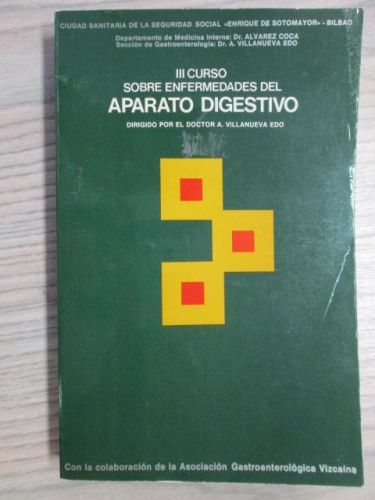 CIUDAD SANITARIA DE LA SEGURIDAD SOCIAL «ENRIQUE DE SOTOMAYOR» - BILBAO
Departamento de Medicina Interna: Dr. ALVAREZ COCA
Sección de Gastroenterología: Dr. A. VILLANUEVA EDO
III CURSO
SOBRE ENFERMEDADES DEL
APARATO DIGESTIVO
DIRIGIDO POR EL DOCTOR A. VILLANUEVA EDO
Con la colaboración de la Asociación Gastroenterológica Vizcaina